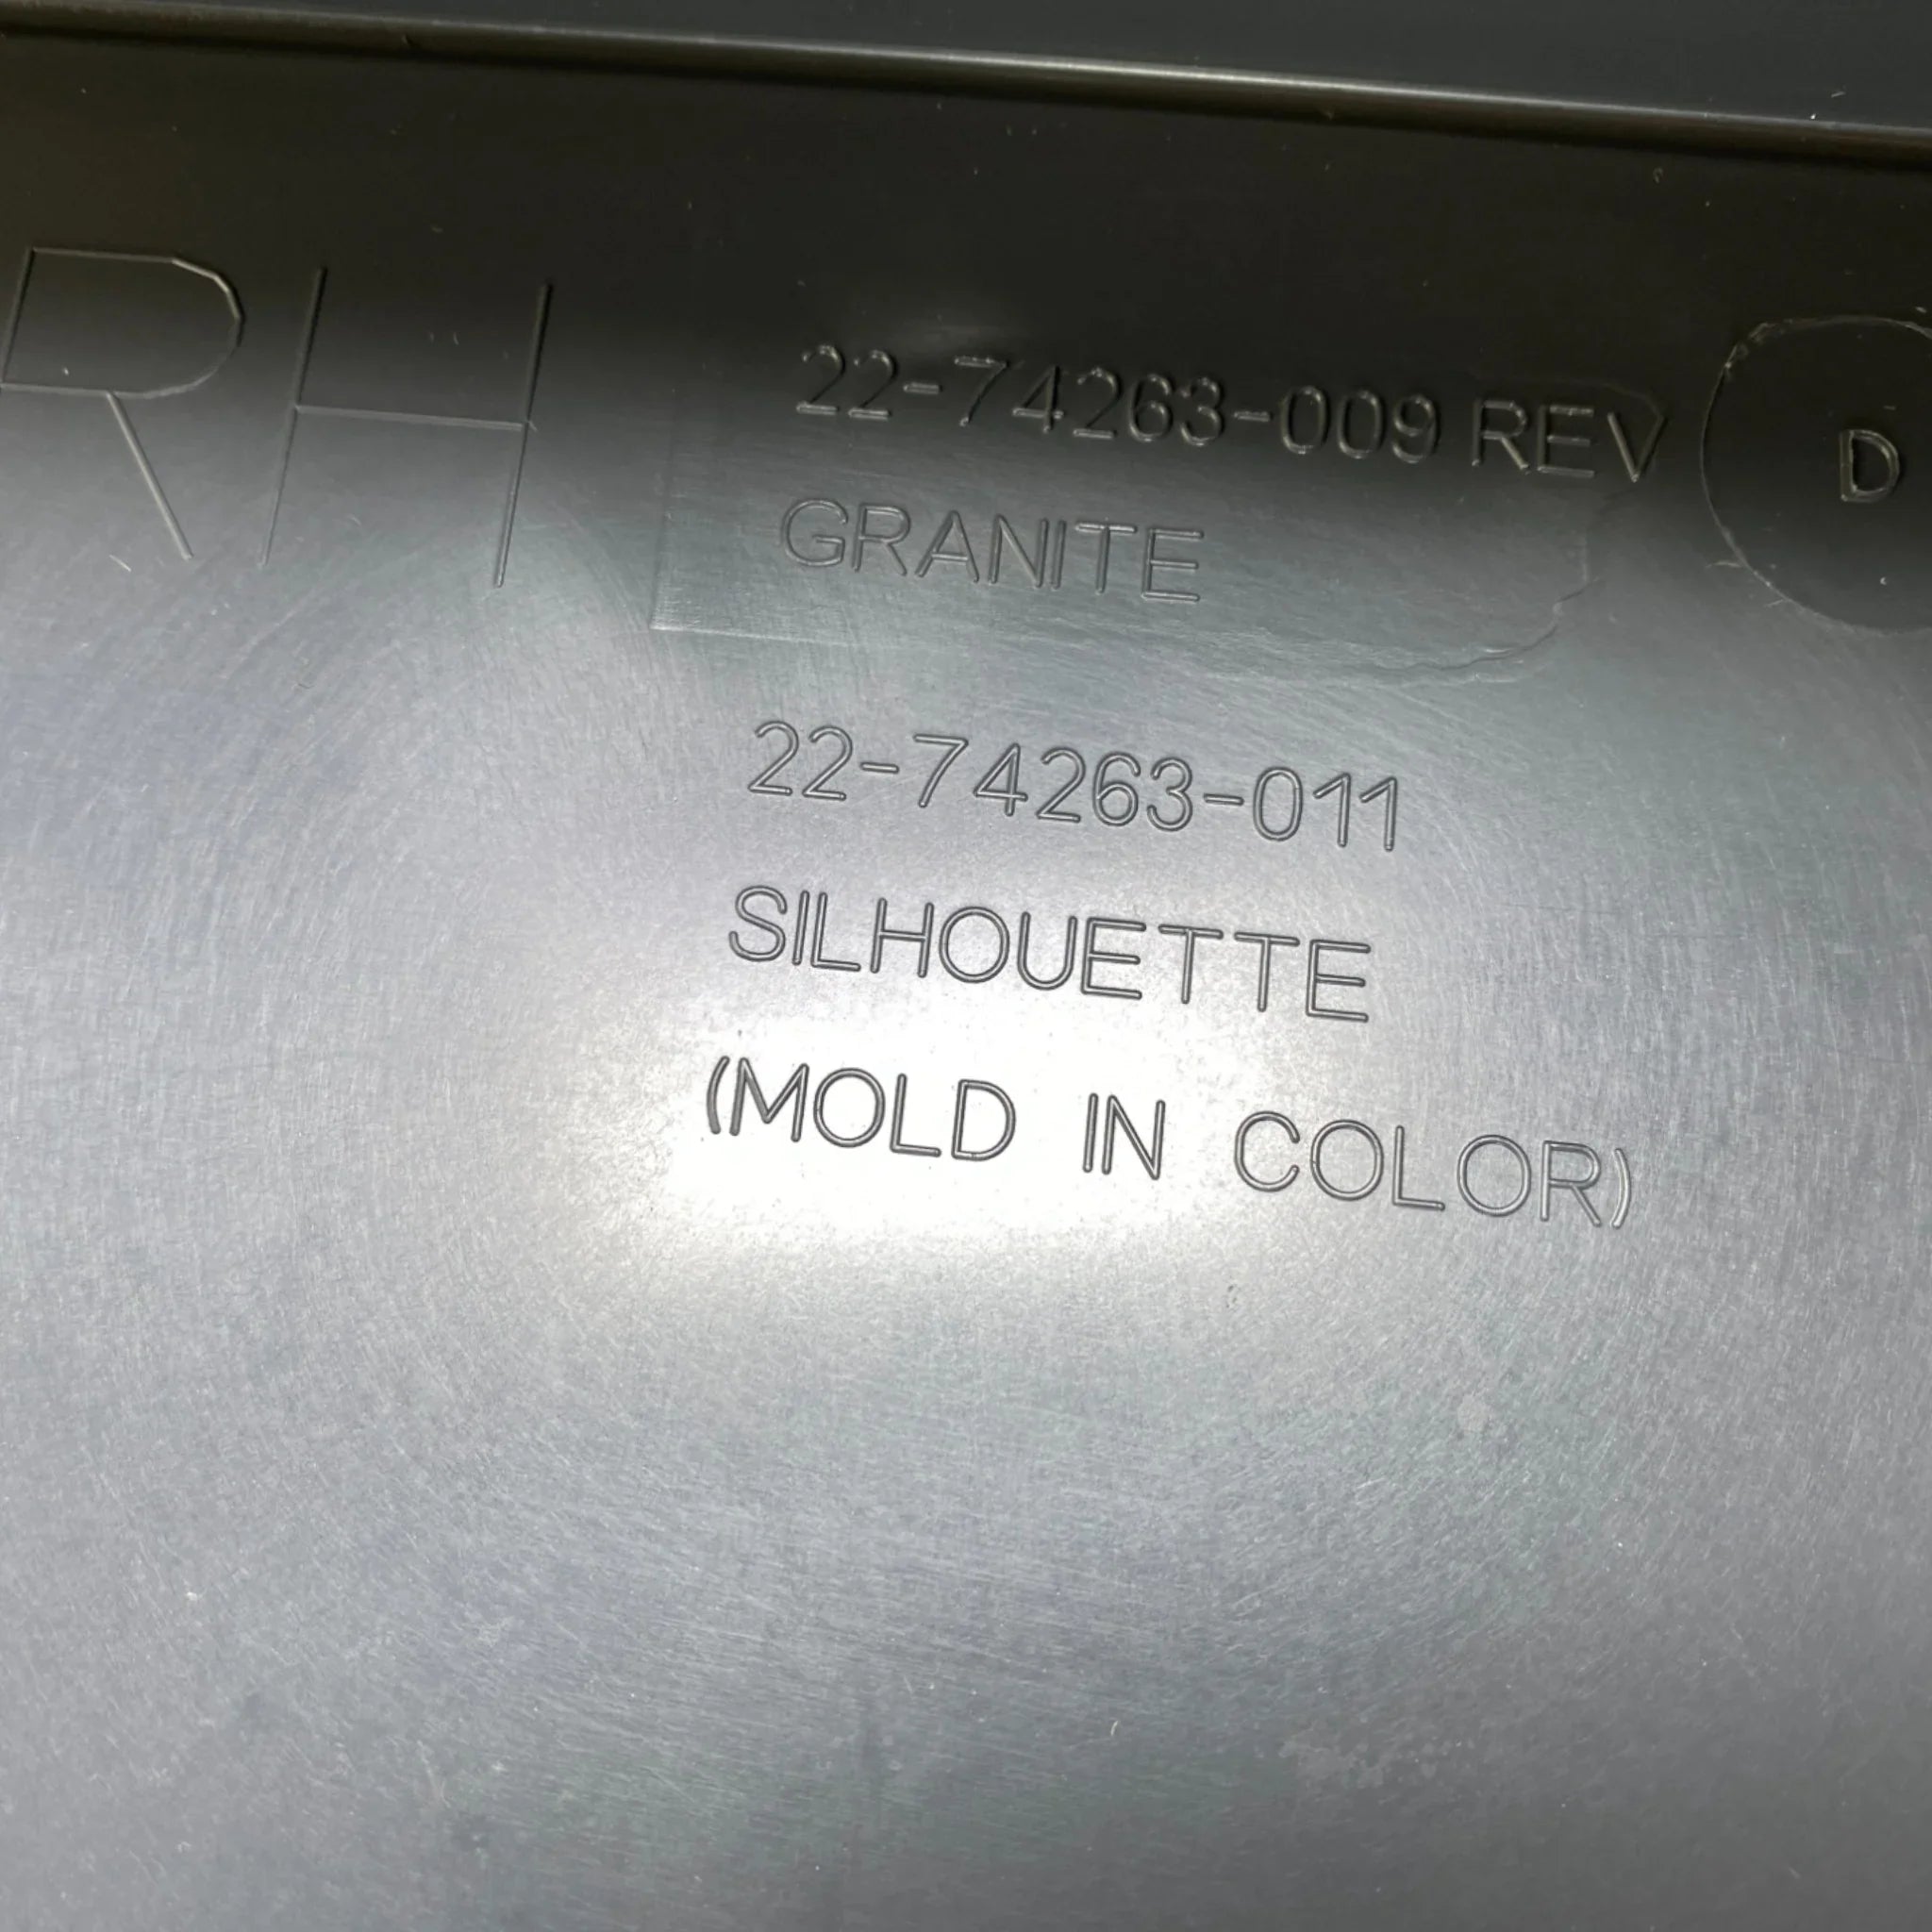 RH
22-74263-009 REV D
GRANITE
22-74263-011
SILHOUETTE
(MOLD IN COLOR)